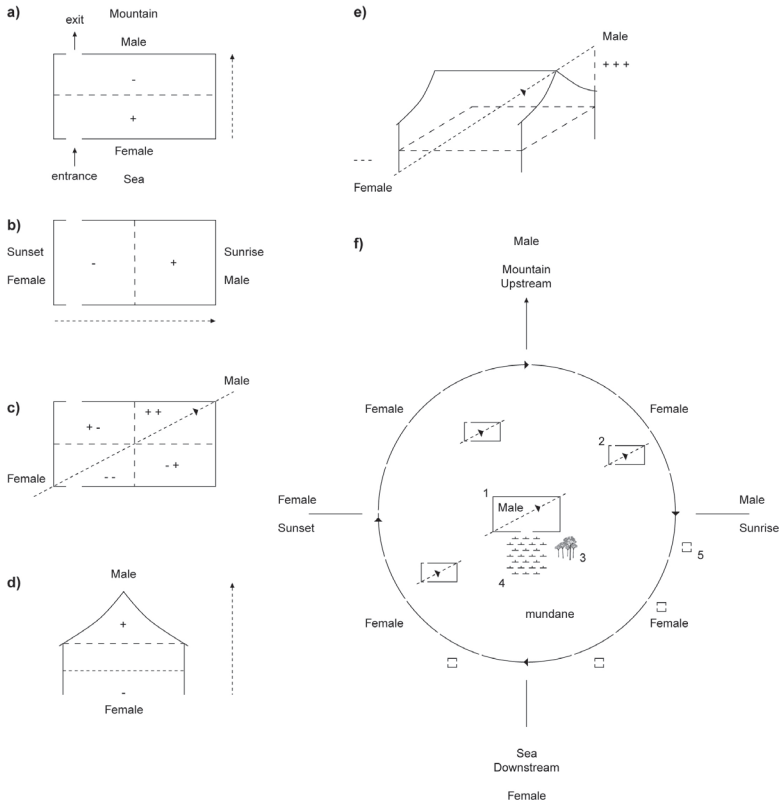 a)
Mountain
exit
Male
-
+
Female
entrance
Sea
b)
Sunset
Female
-
+
Sunrise
Male
c)
Male
+ -
+ +
Female
- -
- +
d)
Male
+
-
Female
e)
Male
+ + +
- - -
Female
f)
Male
Mountain
Upstream
Female
Female
2
1
Male
Female
Sunset
Male
Sunrise
3
4
5
mundane
Female
Female
Sea
Downstream
Female